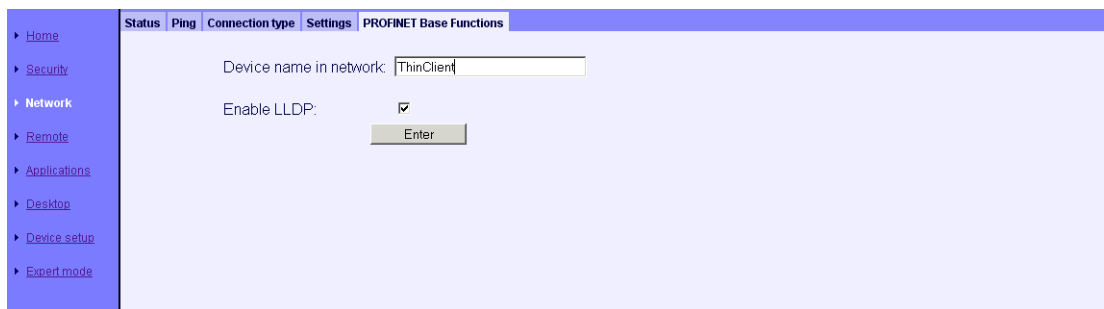 Status Ping Connection type Settings PROFINET Base Functions
Home
Security
Network
Remote
Applications
Desktop
Device setup
Expert mode
Device name in network: ThinClient
Enable LLDP:
Enter